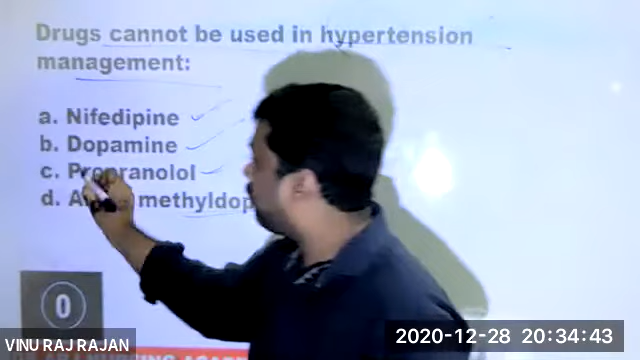 Drugs cannot be used in hypertension
management:
a. Nifedipine
b. Dopamine
c. Propranolol
d. methyldop
0
VINU RAJ RAJAN
2020-12-28 20:34:43